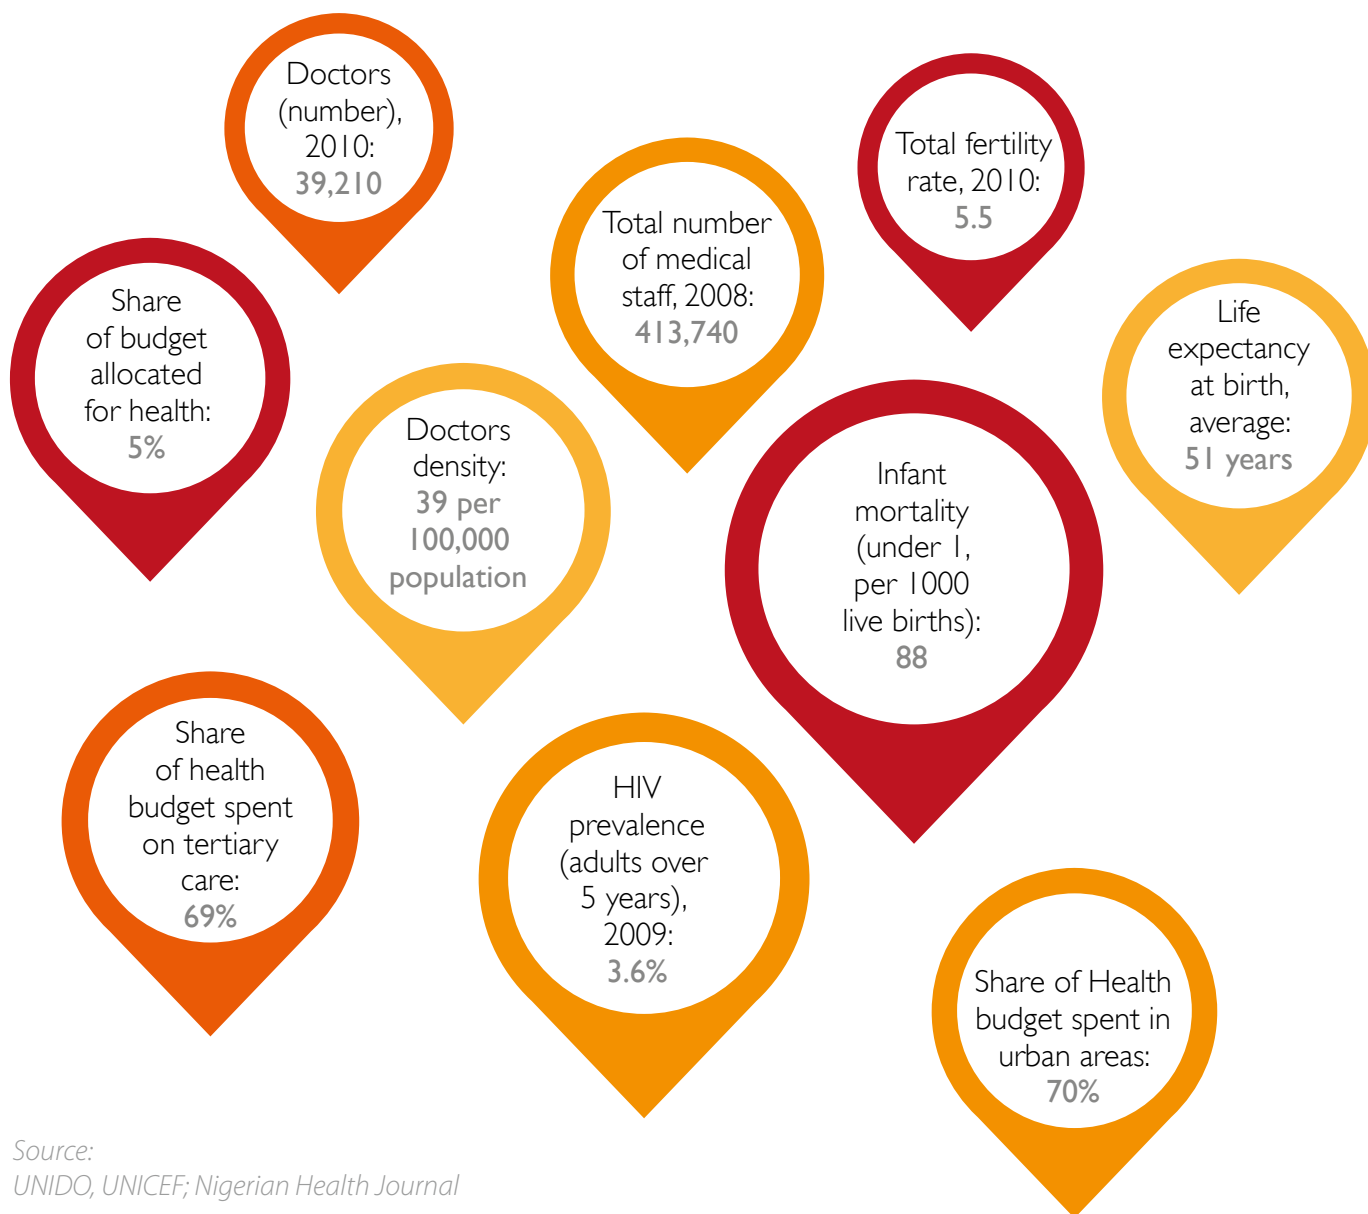 Doctors
(number),
2010:
39,210
Total fertility
rate, 2010:
5.5
Total number
of medical
staff, 2008:
413,740
Share
of budget
allocated
for health:
5%
Life
expectancy
at birth,
average:
51 years
Doctors
density:
39 per
100,000
population
Infant
mortality
(under 1,
per 1000
live births):
88
Share
of health
budget spent
on tertiary
care:
69%
HIV
prevalence
(adults over
5 years),
2009:
3.6%
Share of Health
budget spent in
urban areas:
70%
Source:
UNIDO, UNICEF; Nigerian Health Journal